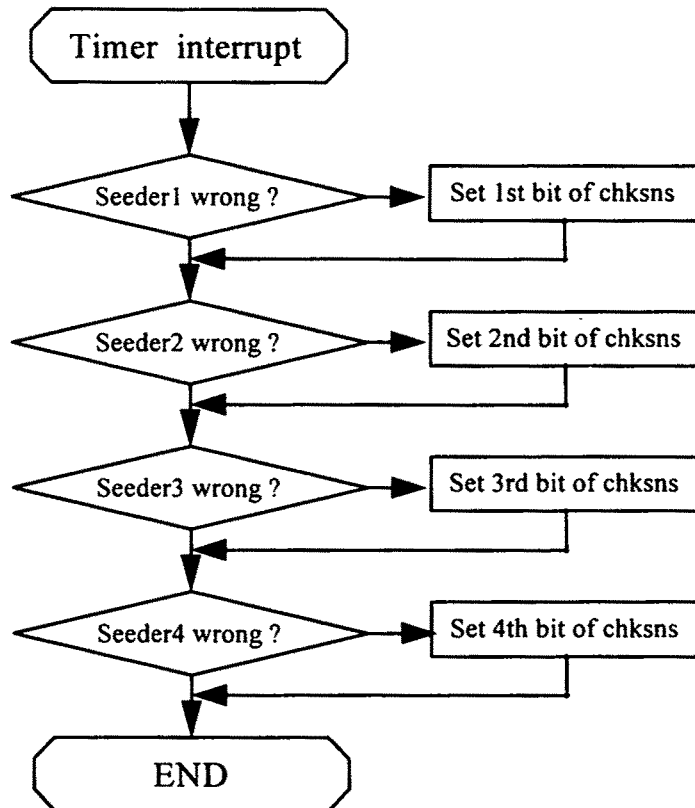 Timer interrupt
Seeder1 wrong ?
Set 1st bit of chksns
Seeder2 wrong ?
Set 2nd bit of chksns
Seeder3 wrong ?
Set 3rd bit of chksns
Seeder4 wrong ?
Set 4th bit of chksns
END